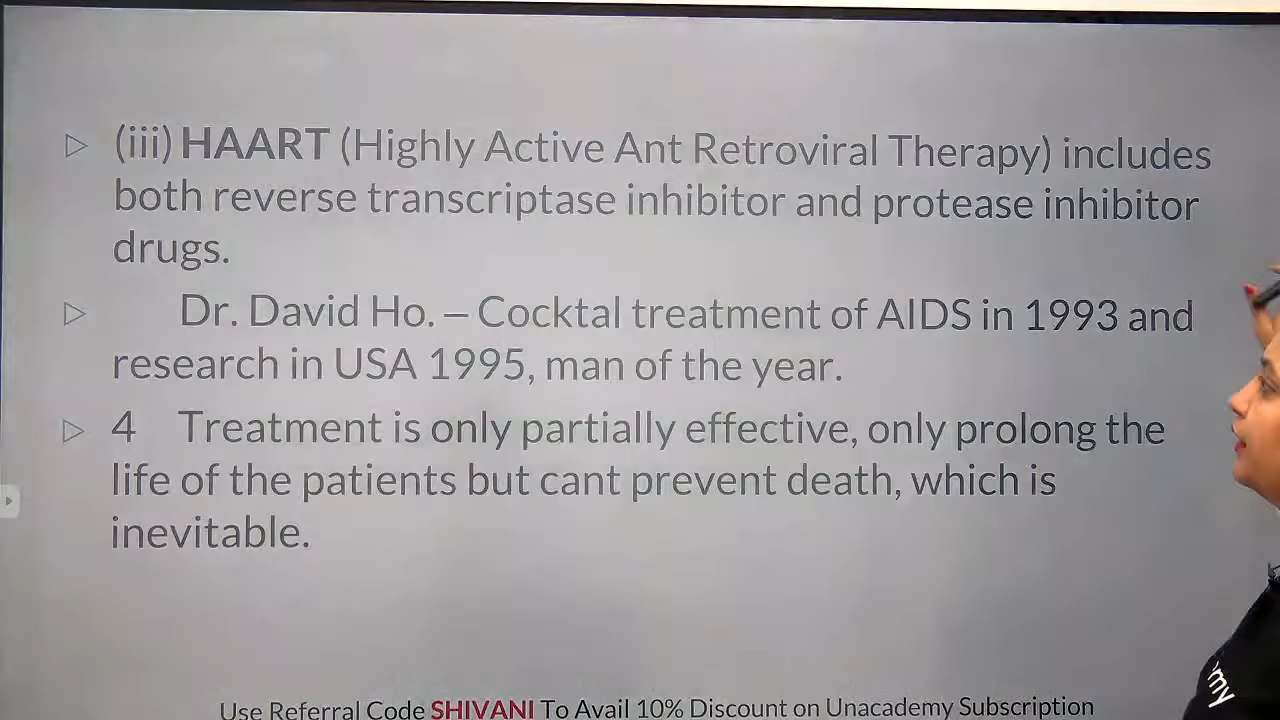 (iii) HAART (Highly Active Ant Retroviral Therapy) includes
both reverse transcriptase inhibitor and protease inhibitor
drugs.
Dr. David Ho. – Cocktal treatment of AIDS in 1993 and
research in USA 1995, man of the year.
4 Treatment is only partially effective, only prolong the
life of the patients but cant prevent death, which is
inevitable.
Use Referral Code SHIVANI To Avail 10% Discount on Unacademy Subscription
my